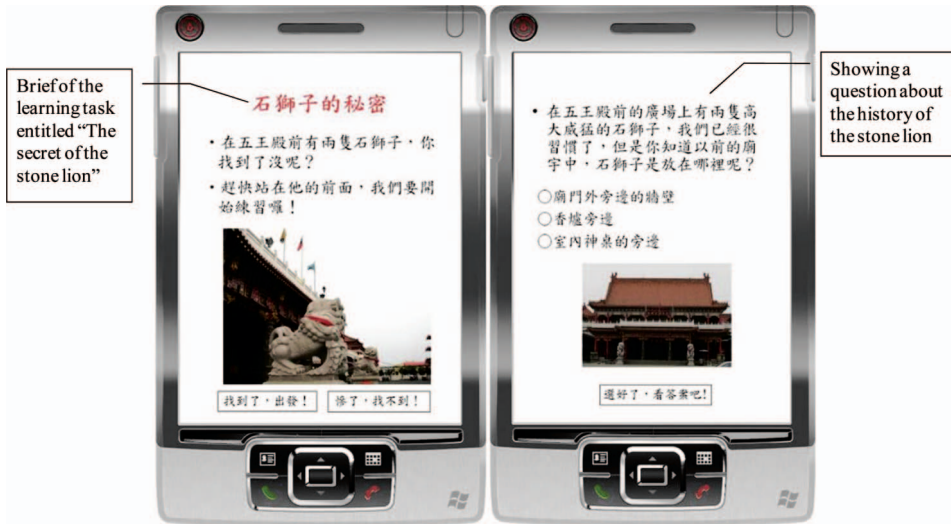 Brief of the
learning task
entitled “The
secret of the
stone lion”
石獅子的秘密
• 在五王殿前有兩隻石獅子，你
找到了沒呢？
• 趕快站在他的前面，我們要開
始練習囉！
找到了，出發！
慘了，找不到！
• 在五王殿前的廣場上有兩隻高
大威猛的石獅子，我們已經很
習慣了，但是你知道以前的廟
宇中，石獅子是放在哪裡呢？
○廟門外旁邊的牆壁
○香爐旁邊
○室內神桌的旁邊
選好了，看答案吧!
Showing a
question about
the history of
the stone lion